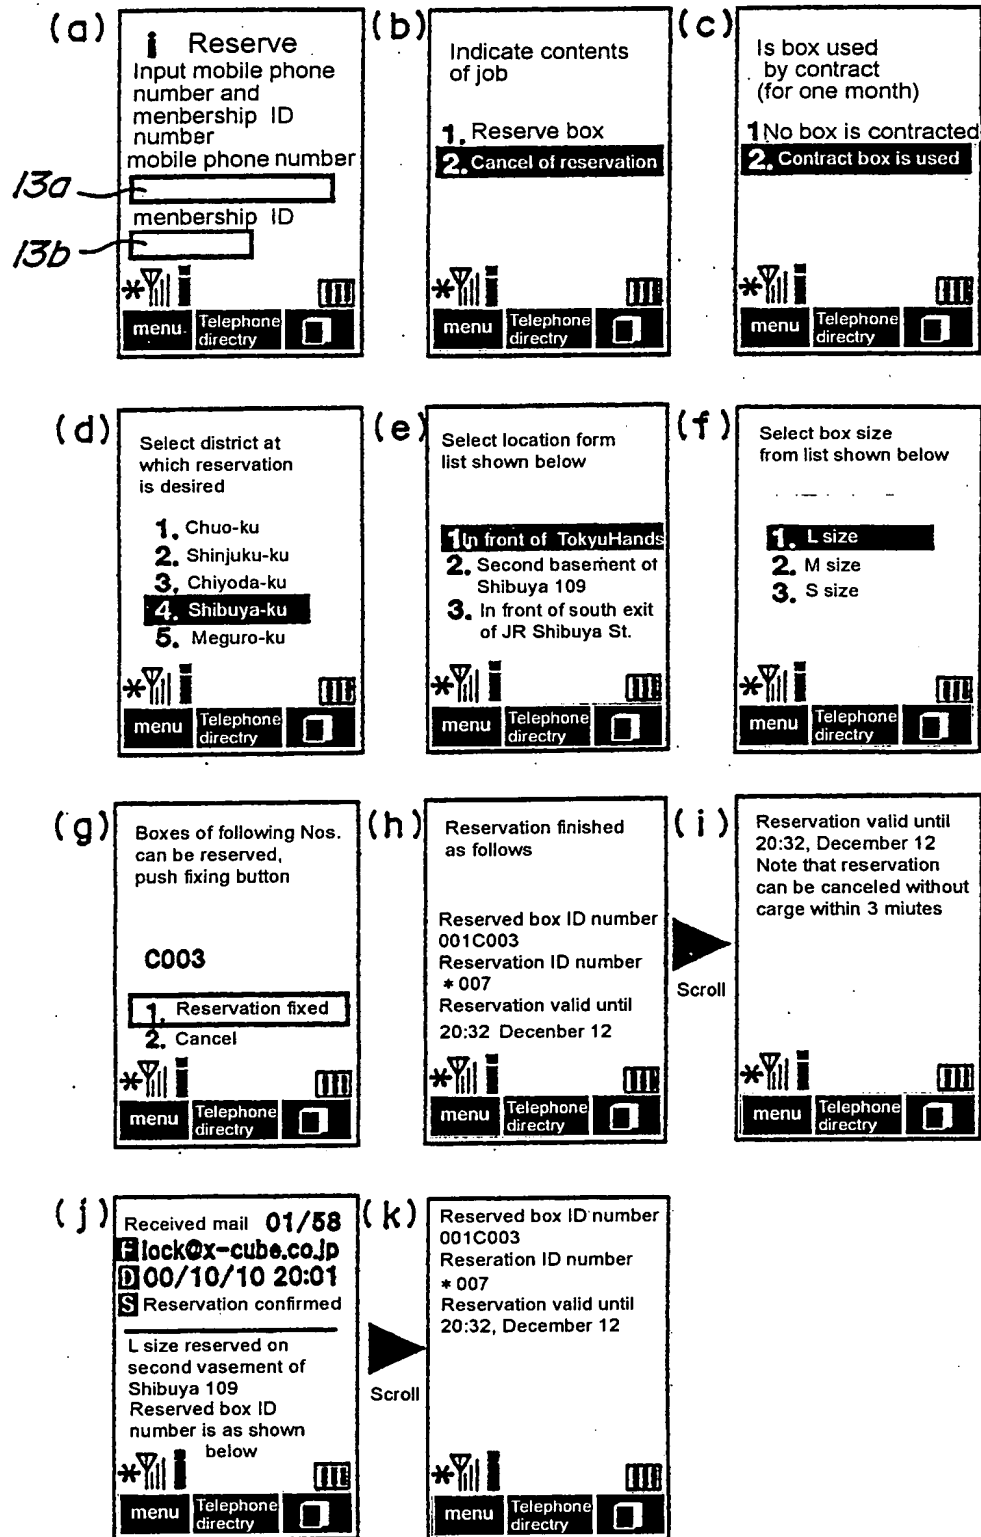 (a)
i Reserve
Input mobile phone
number and
menbership ID
number
mobile phone number
13a
menbership ID
13b
menu.
Telephone
directry
(b)
Indicate contents
of job
1. Reserve box
2. Cancel of reservation
menu
Telephone
directry
(c)
Is box used
by contract
(for one month)
1 No box is contracted
2. Contract box is used
menu
Telephone
directry
(d)
Select district at
which reservation
is desired
1. Chuo-ku
2. Shinjuku-ku
3. Chiyoda-ku
4. Shibuya-ku
5. Meguro-ku
menu
Telephone
directry
(e)
Select location form
list shown below
1. In front of TokyuHands
2. Second basement of
Shibuya 109
3. In front of south exit
of JR Shibuya St.
menu
Telephone
directry
(f)
Select box size
from list shown below
1. L size
2. M size
3. S size
menu
Telephone
directry
(g)
Boxes of following Nos.
can be reserved,
push fixing button
C003
1. Reservation fixed
2. Cancel
menu
Telephone
directry
(h)
Reservation finished
as follows
Reserved box ID number
001C003
Reservation ID number
* 007
Reservation valid until
20:32 Decenber 12
menu
Telephone
directry
Scroll
(i)
Reservation valid until
20:32, December 12
Note that reservation
can be canceled without
carge within 3 miutes
menu
Telephone
directry
(j)
Received mail 01/58
F lock@x-cube.co.jp
D 00/10/10 20:01
S Reservation confirmed
L size reserved on
second vasement of
Shibuya 109
Reserved box ID
number is as shown
below
menu
Telephone
directry
Scroll
(k)
Reserved box ID number
001C003
Reseration ID number
* 007
Reservation valid until
20:32, December 12
menu
Telephone
directry